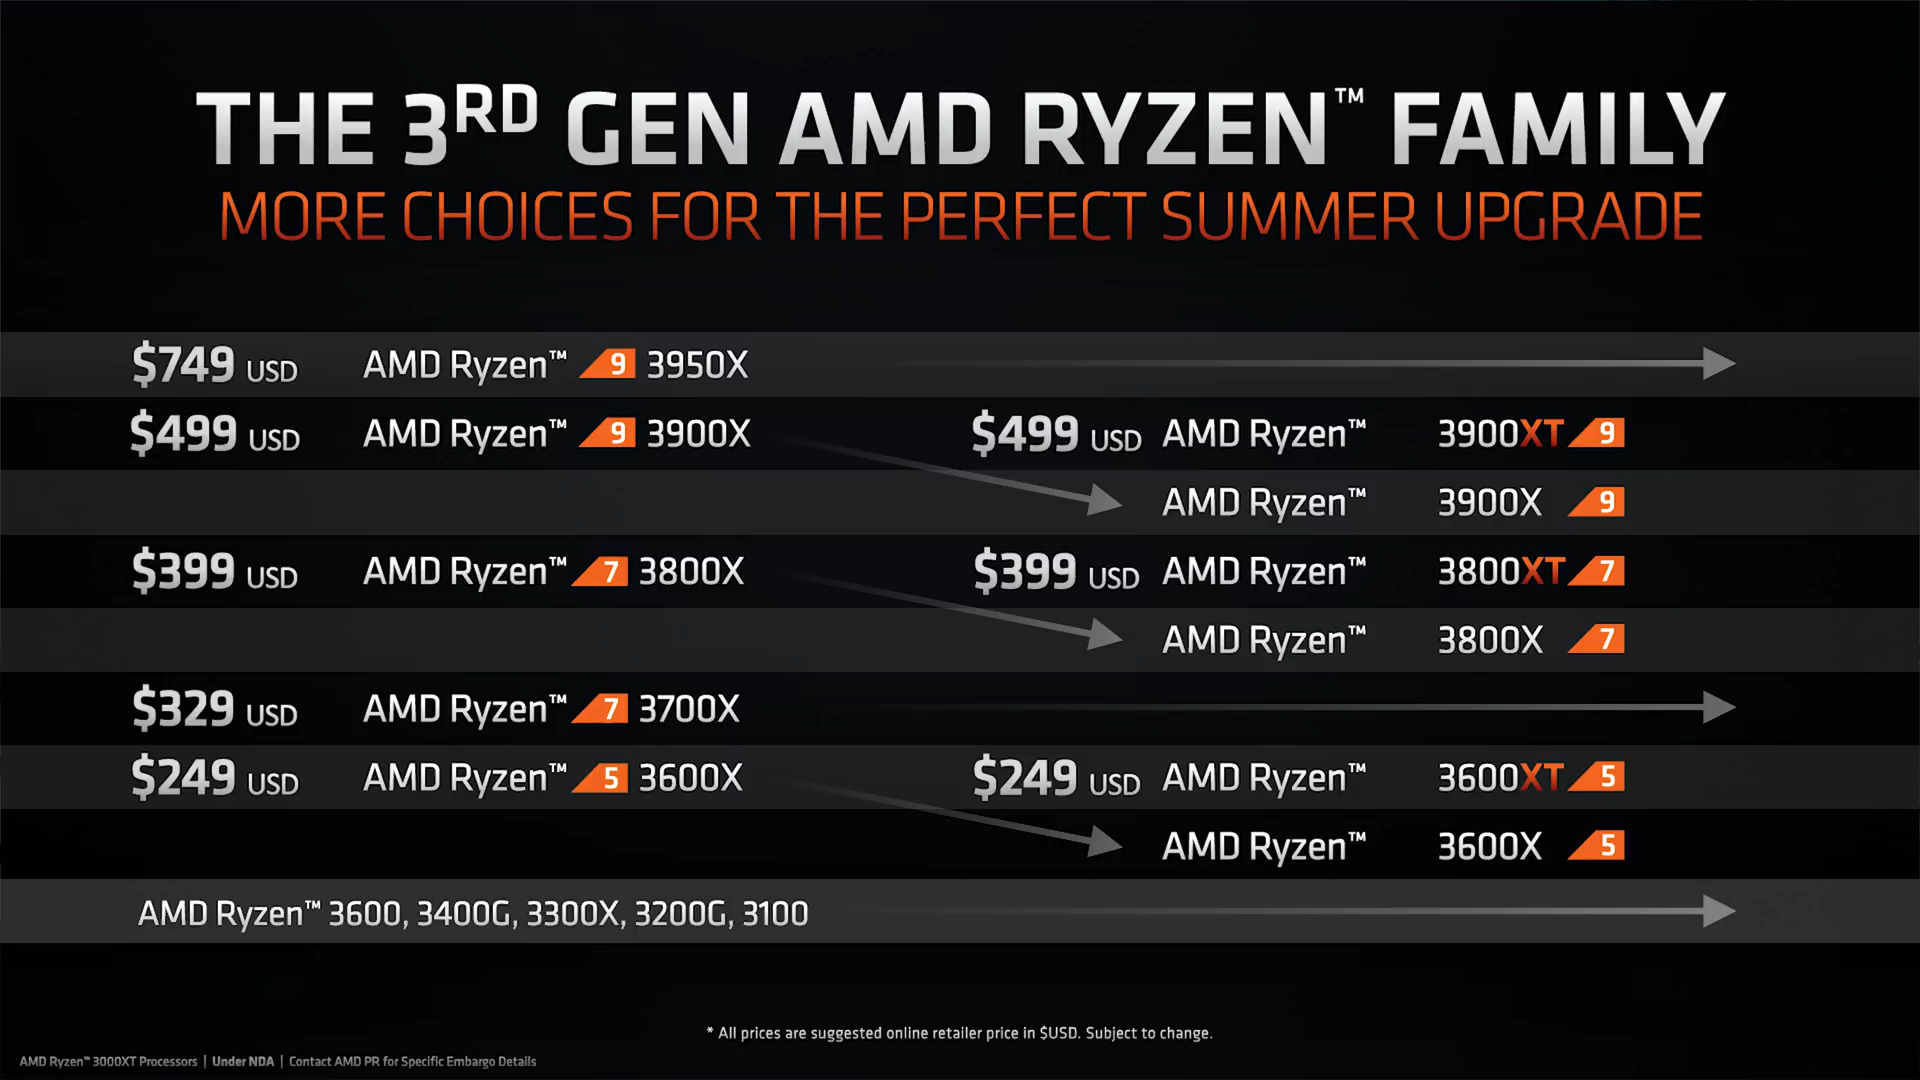 THE 3RD GEN AMD RYZEN™ FAMILY
MORE CHOICES FOR THE PERFECT SUMMER UPGRADE
$749 USD AMD Ryzen™ 9 3950X
$499 USD AMD Ryzen™ 9 3900X $499 USD AMD Ryzen™ 3900XT 9
AMD Ryzen™ 3900X 9
$399 USD AMD Ryzen™ 7 3800X $399 USD AMD Ryzen™ 3800XT 7
AMD Ryzen™ 3800X 7
$329 USD AMD Ryzen™ 7 3700X
$249 USD AMD Ryzen™ 5 3600X $249 USD AMD Ryzen™ 3600XT 5
AMD Ryzen™ 3600X 5
AMD Ryzen™ 3600, 3400G, 3300X, 3200G, 3100
* All prices are suggested online retailer price in $USD. Subject to change.
AMD Ryzen™ 3000XT Processors | Under NDA | Contact AMD PR for Specific Embargo Details